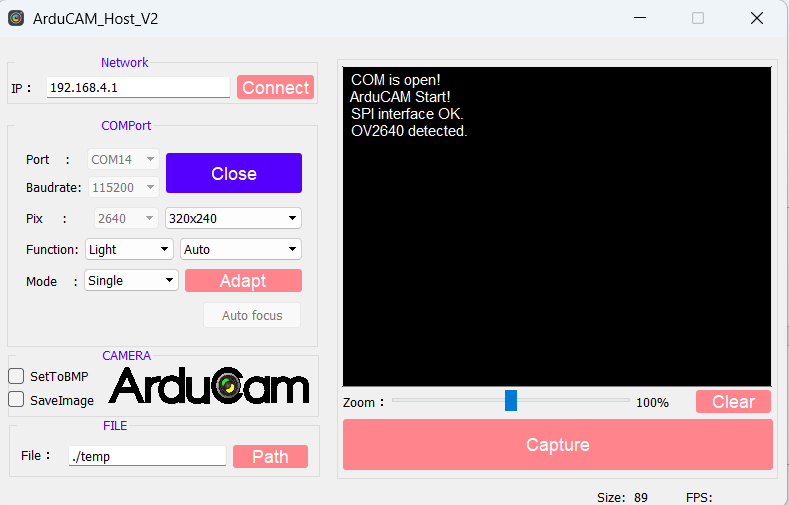 ArduCAM_Host_V2
Network
IP : 192.168.4.1 Connect
COMPort
Port : COM14 Close
Baudrate: 115200
Pix : 2640 320x240
Function: Light Auto
Mode : Single Adapt
Auto focus
CAMERA
SetToBMP
SaveImage
ArduCam
FILE
File : ./temp Path
COM is open!
ArduCAM Start!
SPI interface OK.
OV2640 detected.
Zoom : 100% Clear
Capture
Size: 89 FPS: